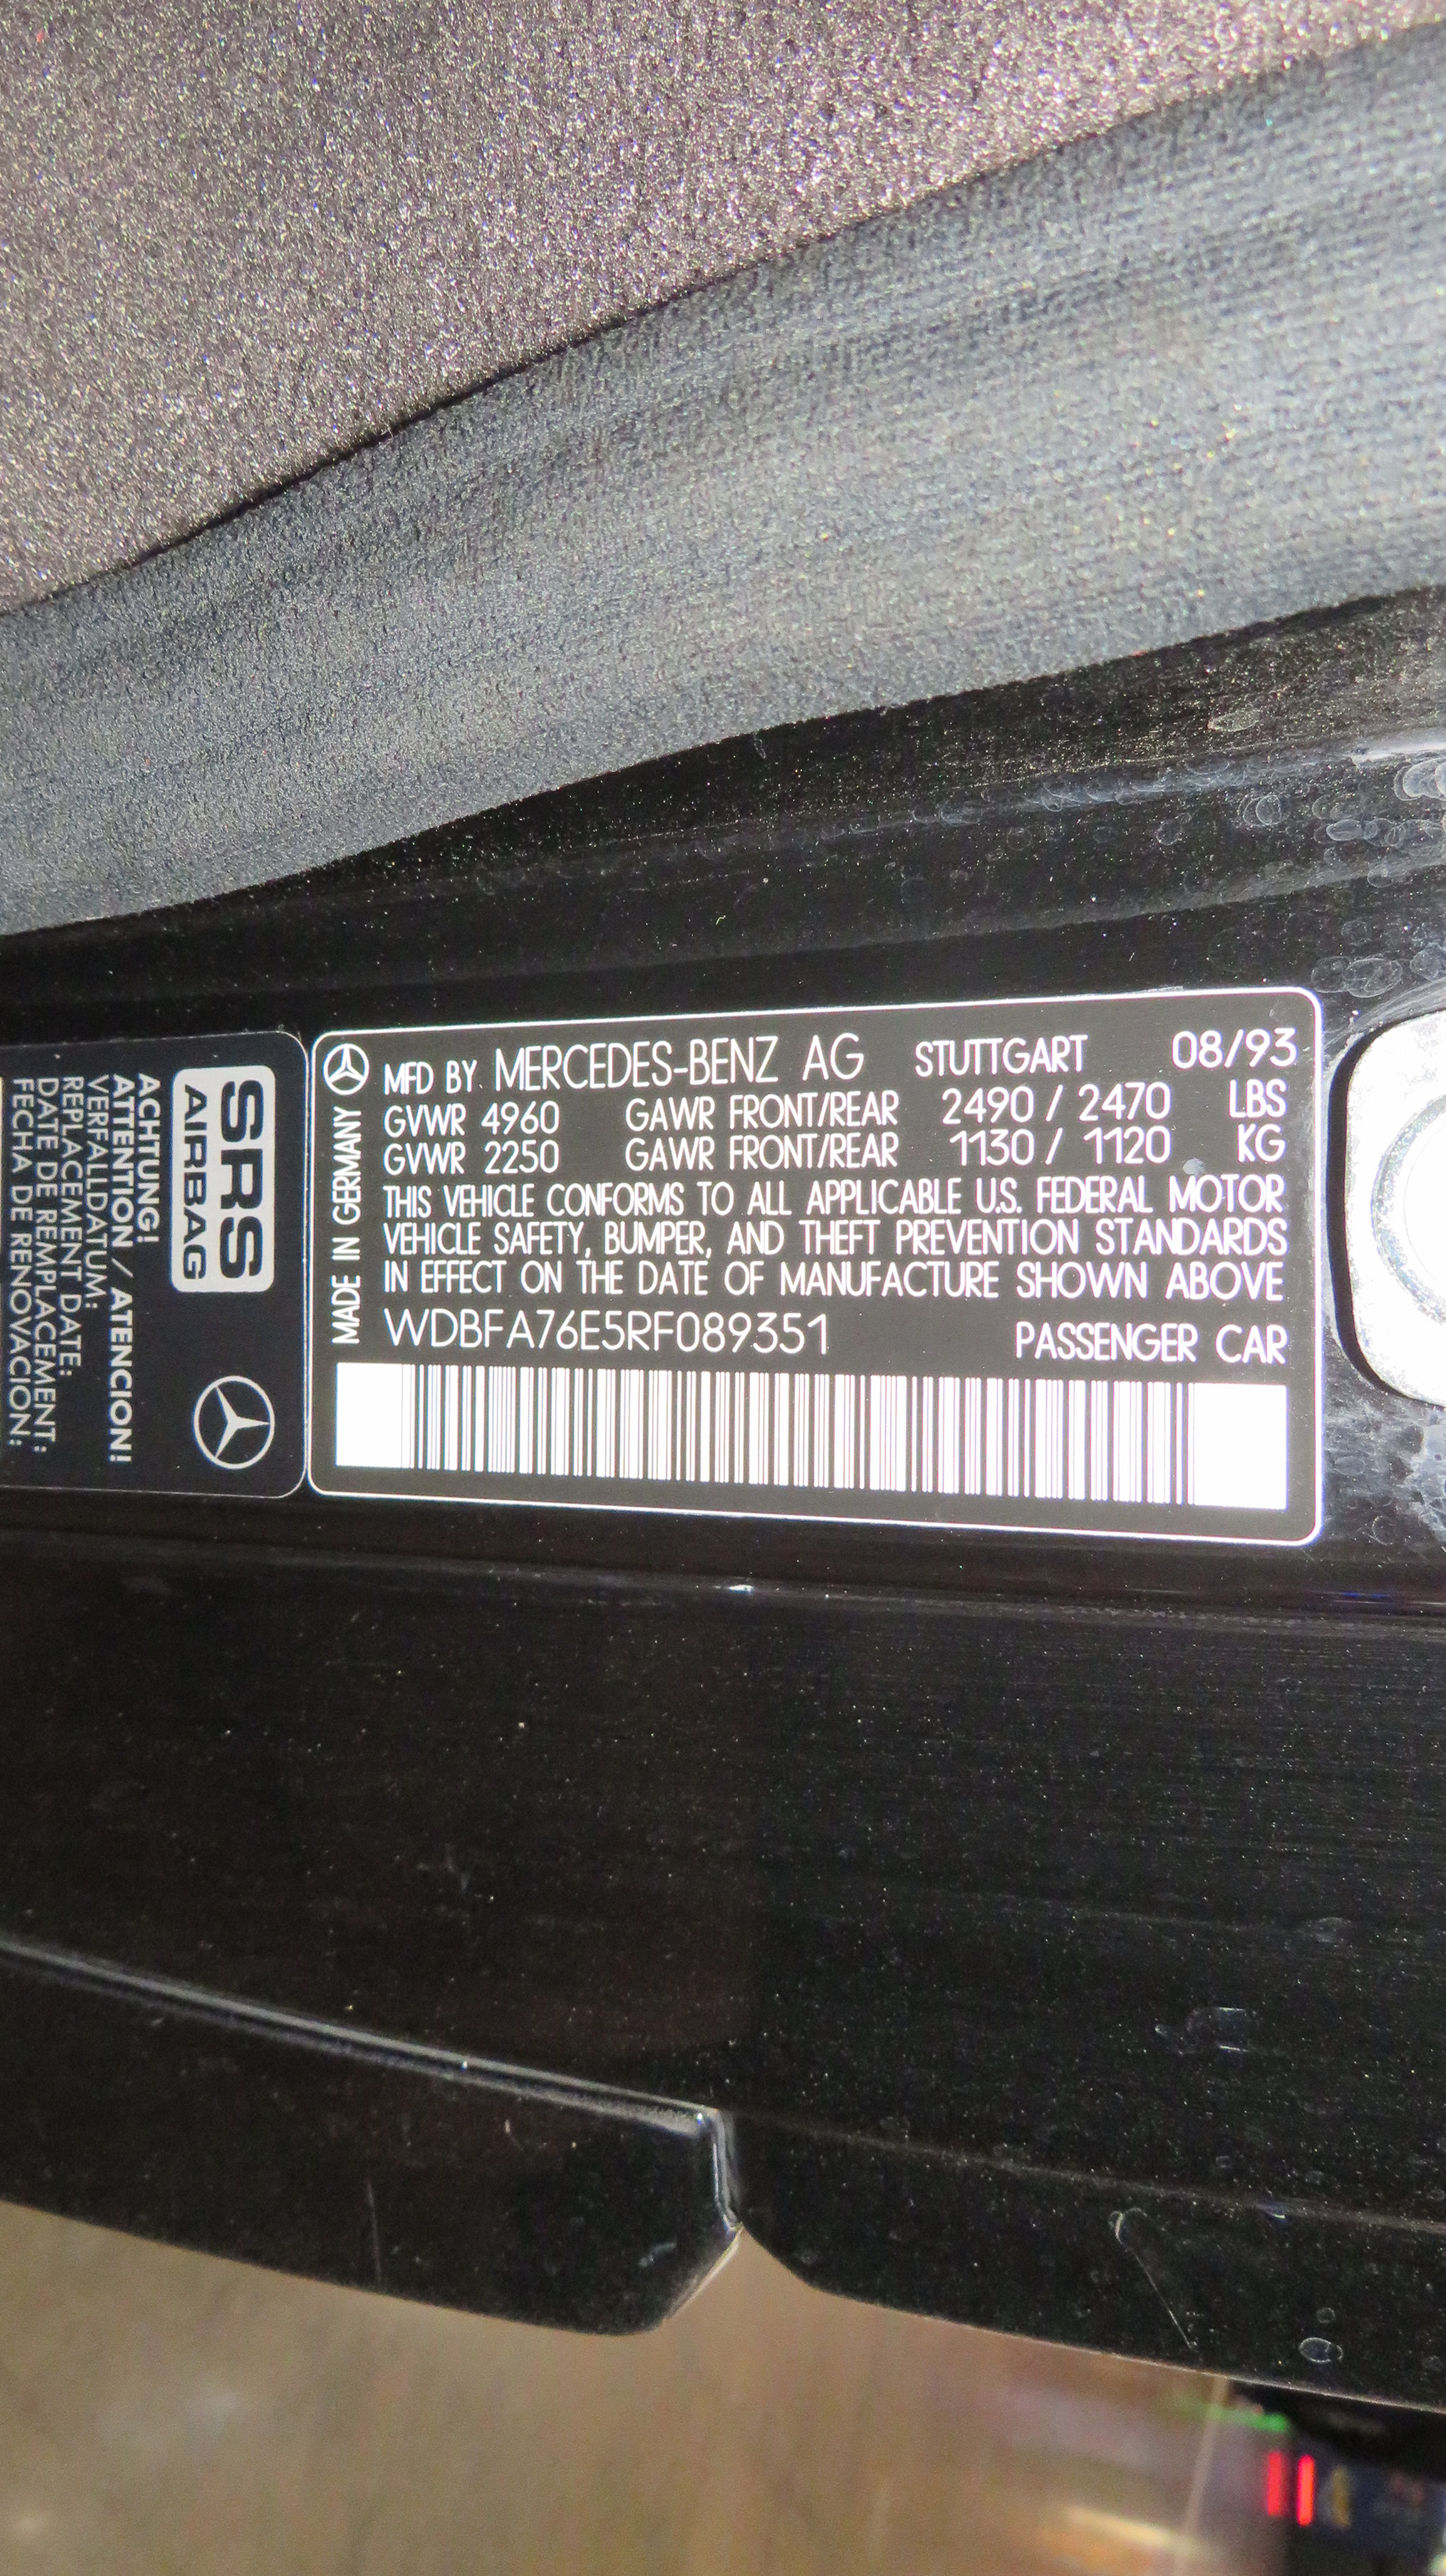 MFD BY MERCEDES-BENZ AG STUTTGART 08/93
GVWR 4960 GAWR FRONT/REAR 2490 / 2470 LBS
GVWR 2250 GAWR FRONT/REAR 1130 / 1120 KG
THIS VEHICLE CONFORMS TO ALL APPLICABLE U.S. FEDERAL MOTOR
VEHICLE SAFETY, BUMPER, AND THEFT PREVENTION STANDARDS
IN EFFECT ON THE DATE OF MANUFACTURE SHOWN ABOVE
WDBFA76E5RF089351 PASSENGER CAR
MADE IN GERMANY
SRS
AIRBAG
ACHTUNG!
ATTENTION / ATENCION!
VERFALLDATUM:
REPLACEMENT DATE:
DATE DE REMPLACEMENT:
FECHA DE RENOVACION: